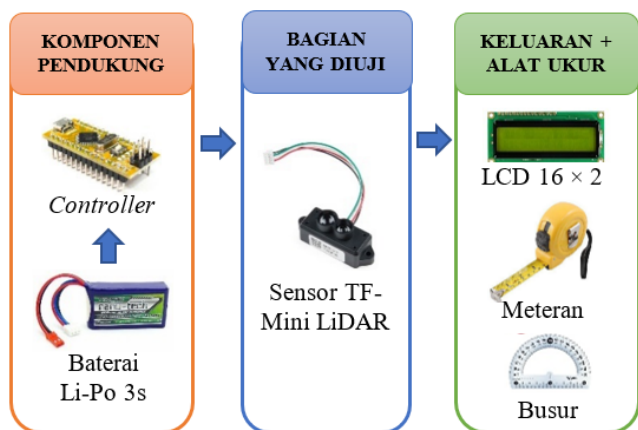 KOMPONEN
PENDUKUNG
Controller
Baterai
Li-Po 3s
BAGIAN
YANG DIUJI
Sensor TF-
Mini LiDAR
KELUARAN +
ALAT UKUR
LCD 16 × 2
Meteran
Busur